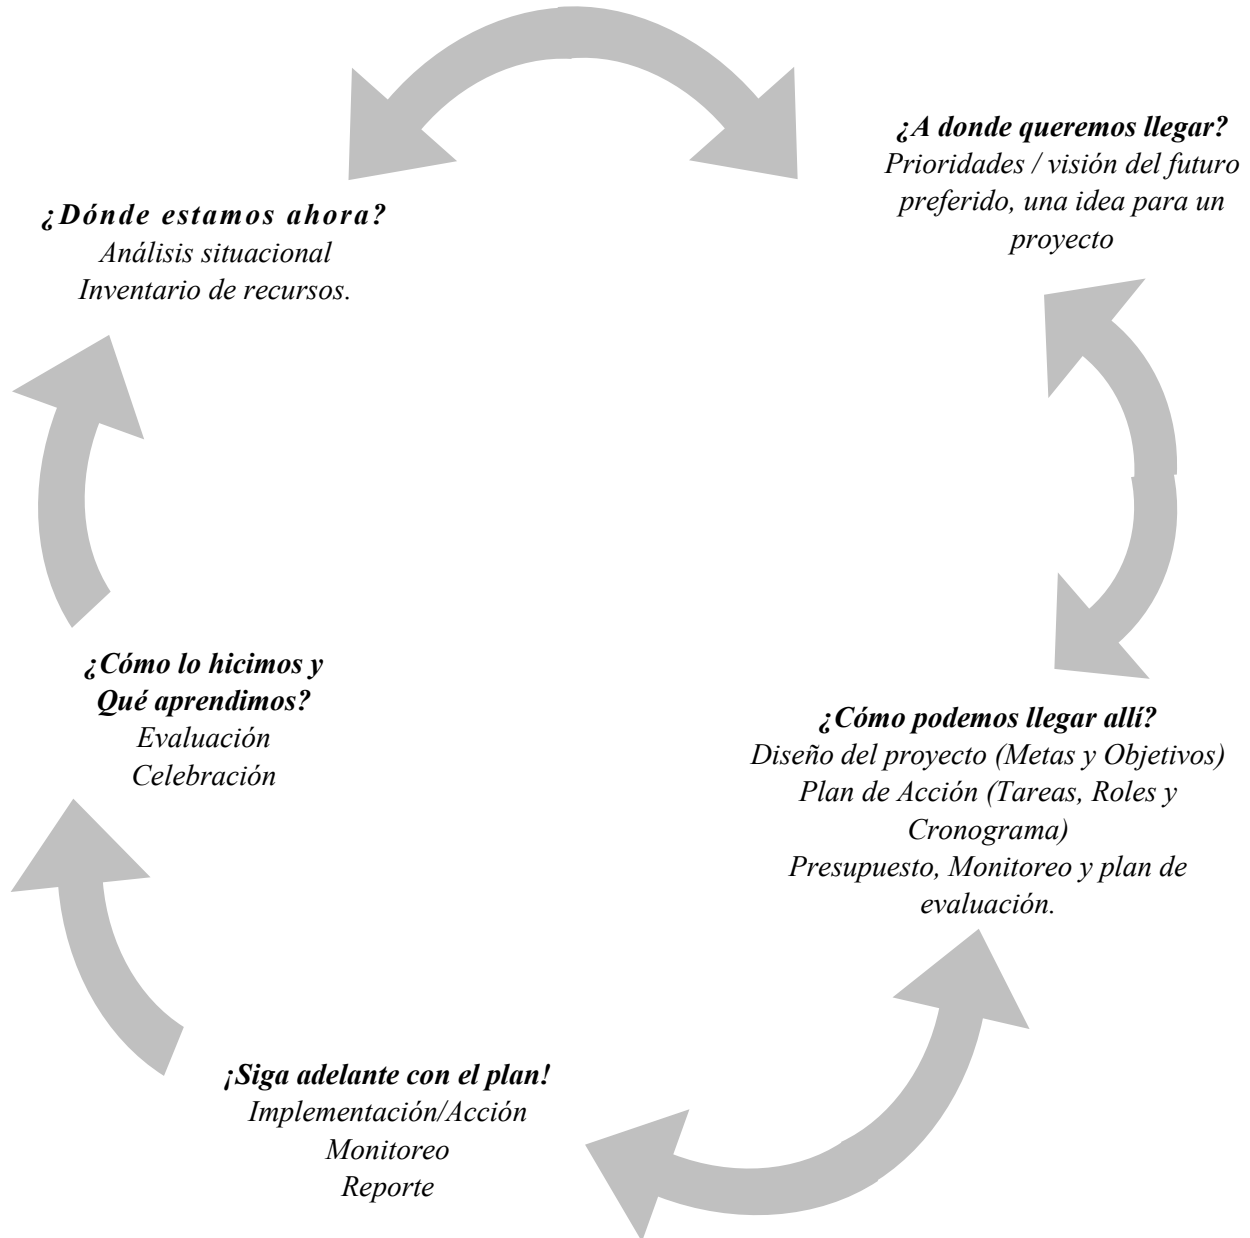 ¿Dónde estamos ahora?
Análisis situacional
Inventario de recursos.
¿A donde queremos llegar?
Prioridades / visión del futuro
preferido, una idea para un
proyecto
¿Cómo podemos llegar allí?
Diseño del proyecto (Metas y Objetivos)
Plan de Acción (Tareas, Roles y
Cronograma)
Presupuesto, Monitoreo y plan de
evaluación.
¡Siga adelante con el plan!
Implementación/Acción
Monitoreo
Reporte
¿Cómo lo hicimos y
Qué aprendimos?
Evaluación
Celebración